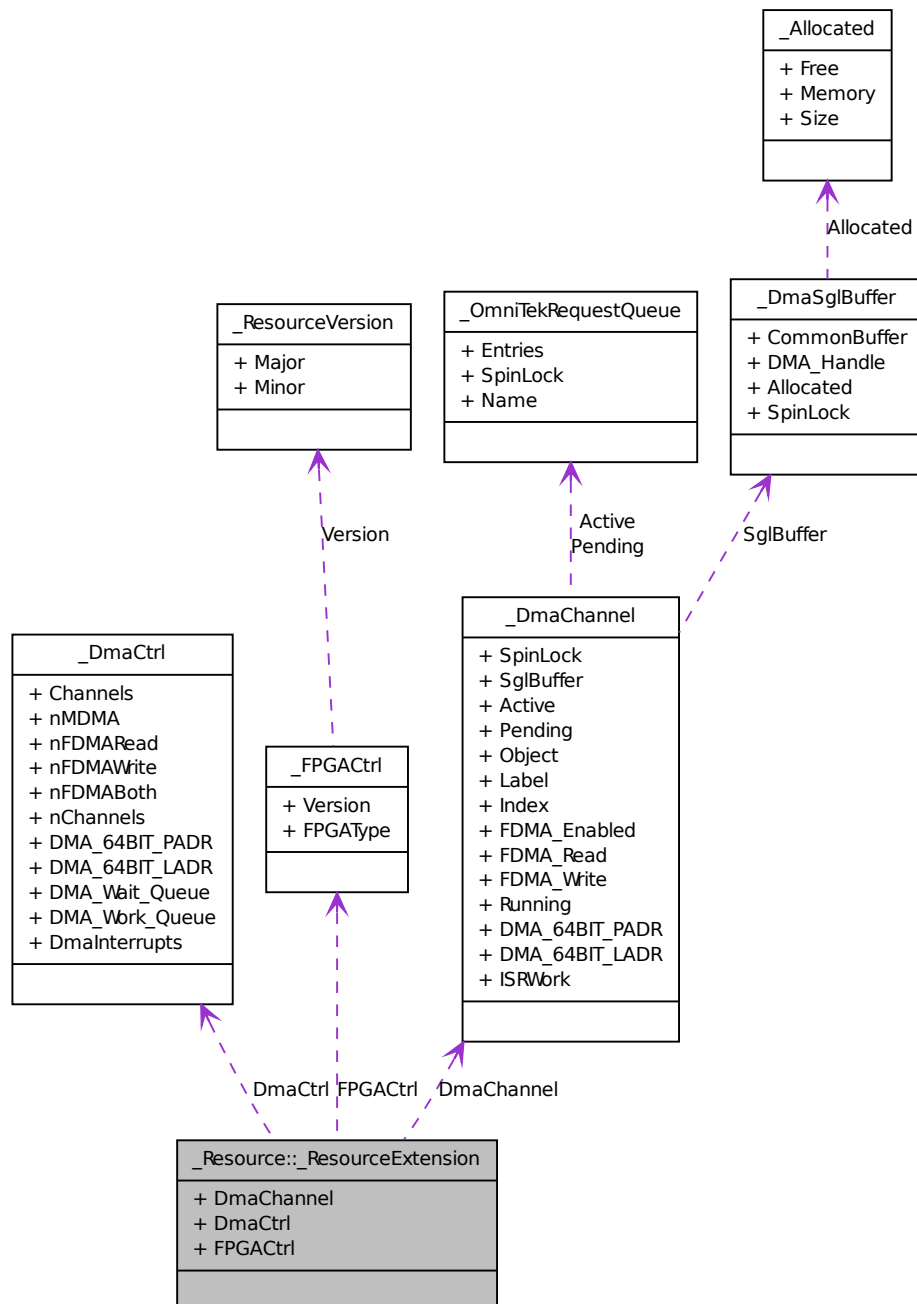 _Allocated
+ Free
+ Memory
+ Size
Allocated
_DmaSglBuffer
+ CommonBuffer
+ DMA_Handle
+ Allocated
+ SpinLock
_OmniTekRequestQueue
+ Entries
+ SpinLock
+ Name
_ResourceVersion
+ Major
+ Minor
Version
Active
Pending
SglBuffer
_DmaCtrl
+ Channels
+ nMDMA
+ nFDMARead
+ nFDMAWrite
+ nFDMABoth
+ nChannels
+ DMA_64BIT_PADR
+ DMA_64BIT_LADR
+ DMA_Wait_Queue
+ DMA_Work_Queue
+ DmaInterrupts
_FPGACtrl
+ Version
+ FPGAType
_DmaChannel
+ SpinLock
+ SglBuffer
+ Active
+ Pending
+ Object
+ Label
+ Index
+ FDMA_Enabled
+ FDMA_Read
+ FDMA_Write
+ Running
+ DMA_64BIT_PADR
+ DMA_64BIT_LADR
+ ISRWork
DmaCtrl
FPGACtrl
DmaChannel
_Resource::_ResourceExtension
+ DmaChannel
+ DmaCtrl
+ FPGACtrl